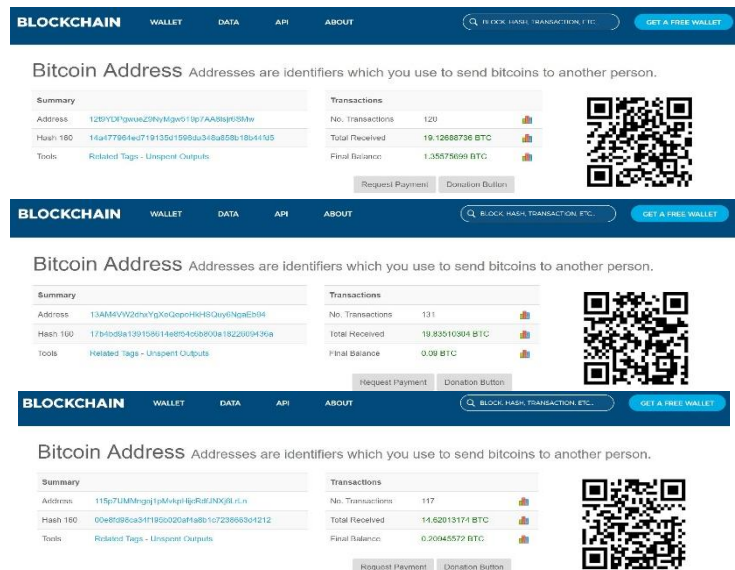 BLOCKCHAIN WALLET DATA API ABOUT BLOCK, HASH, TRANSACTION, ETC... GET A FREE WALLET
Bitcoin Address Addresses are identifiers which you use to send bitcoins to another person.
Summary Transactions
Address No. Transactions 120
Hash 160 Total Received 19.12688736 BTC
Tools Related Tags - Unspent Outputs Final Balance 1.35575699 BTC
Request Payment Donation Button
BLOCKCHAIN WALLET DATA API ABOUT BLOCK, HASH, TRANSACTION, ETC... GET A FREE WALLET
Bitcoin Address Addresses are identifiers which you use to send bitcoins to another person.
Summary Transactions
Address No. Transactions 131
Hash 160 Total Received 19.83510304 BTC
Tools Related Tags - Unspent Outputs Final Balance 0.09 BTC
Request Payment Donation Button
BLOCKCHAIN WALLET DATA API ABOUT BLOCK, HASH, TRANSACTION, ETC... GET A FREE WALLET
Bitcoin Address Addresses are identifiers which you use to send bitcoins to another person.
Summary Transactions
Address No. Transactions 117
Hash 160 Total Received 14.62013174 BTC
Tools Related Tags - Unspent Outputs Final Balance 0.20945572 BTC
Request Payment Donation Button